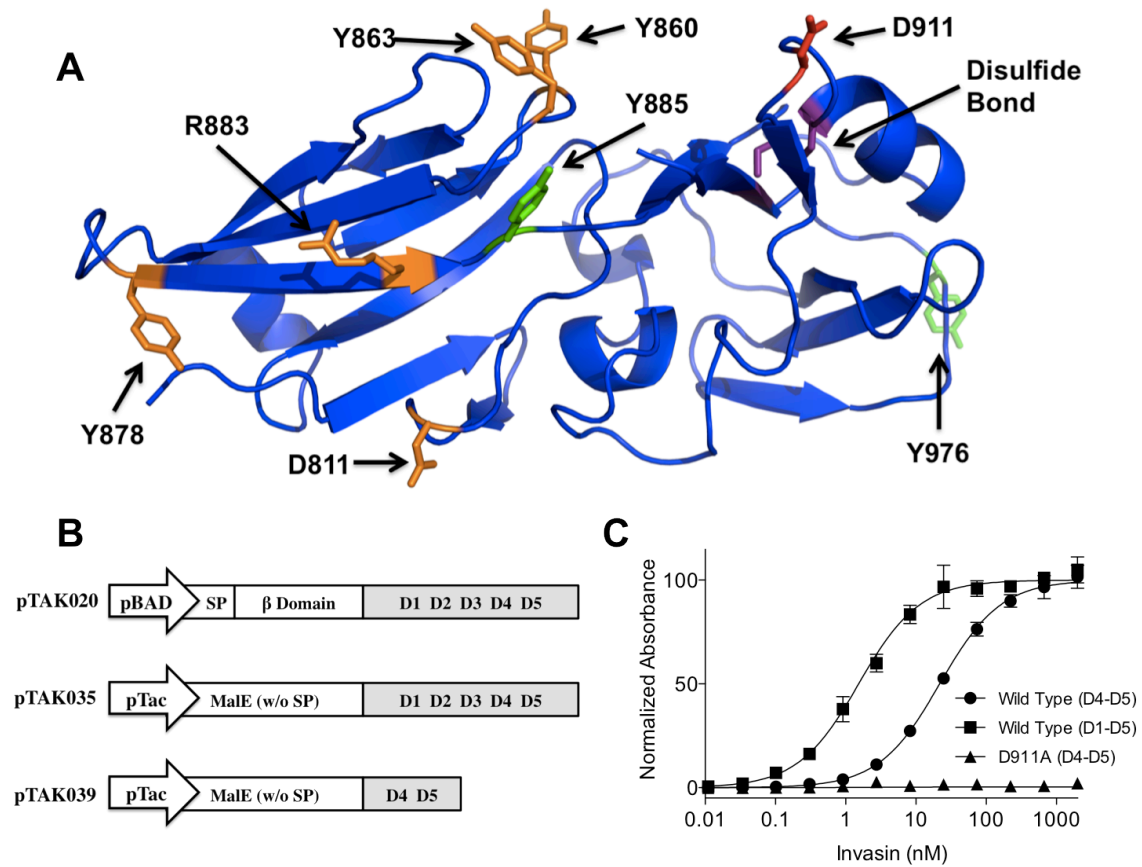 A
Y863
Y860
D911
Disulfide
Bond
R883
Y885
Y878
D811
Y976
B
pTAK020
pBAD SP β Domain D1 D2 D3 D4 D5
pTAK035
pTac MalE (w/o SP) D1 D2 D3 D4 D5
pTAK039
pTac MalE (w/o SP) D4 D5
C
Normalized Absorbance
100
50
0
Wild Type (D4-D5)
Wild Type (D1-D5)
D911A (D4-D5)
0.01 0.1 1 10 100 1000
Invasin (nM)